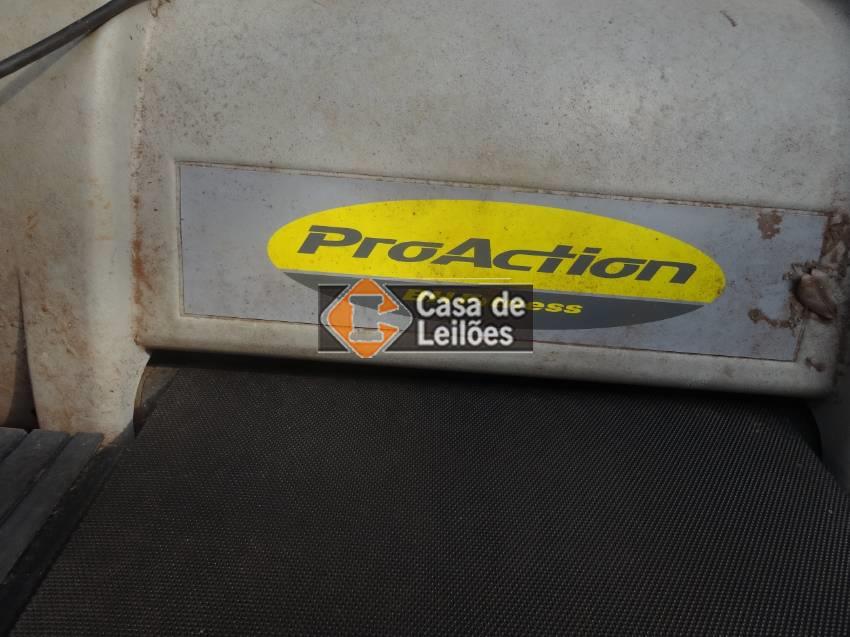 ProAction
Casa de
Leilões